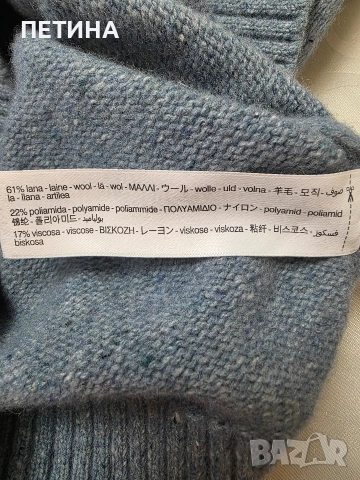 ПЕТИНА
61% lana - laine - wool - lã - wol - ΜΑΛΛΙ - ウール - wolle - uld - volna - 羊毛 - 모직 - صوف
la - llana - artilea
22% poliamida - polyamide - poliammide - ΠΟΛΥΑΜΙΔΙΟ - ナイロン - polyamid - poliamid
锦纶 - 폴리아미드 - بولياميد
17% viscosa - viscose - ΒΙΣΚΟΖΗ - レーヨン - viskose - viskoza - 粘纤 - 비스코스 - فسكوز
biskosa
BAZAR